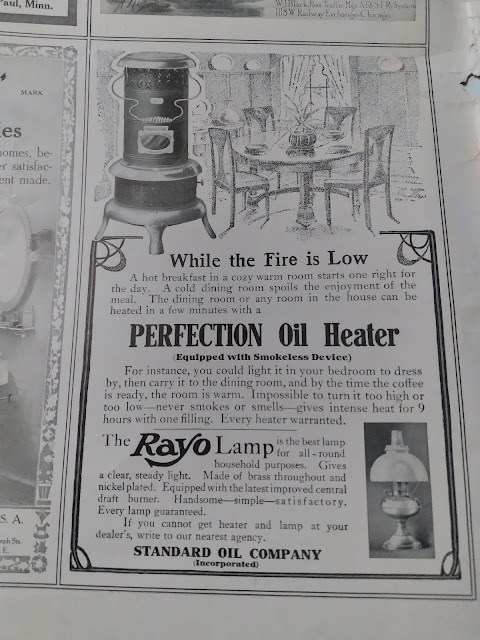 Paul, Minn.
W.J. Black, Pass. Traffic Mgr. A.T.& S.F. Ry. System
1118 W Railway Exchange-Chicago.
MARK
es
homes, be-
er satisfac-
ent made.
S. A.
E.
While the Fire is Low
A hot breakfast in a cozy warm room starts one right for
the day. A cold dining room spoils the enjoyment of the
meal. The dining room or any room in the house can be
heated in a few minutes with a
PERFECTION Oil Heater
(Equipped with Smokeless Device)
For instance, you could light it in your bedroom to dress
by, then carry it to the dining room, and by the time the coffee
is ready, the room is warm. Impossible to turn it too high or
too low—never smokes or smells—gives intense heat for 9
hours with one filling. Every heater warranted.
The Rayo Lamp is the best lamp
for all-round
household purposes. Gives
a clear, steady light. Made of brass throughout and
nickel plated. Equipped with the latest improved central
draft burner. Handsome—simple—satisfactory.
Every lamp guaranteed.
If you cannot get heater and lamp at your
dealer's, write to our nearest agency.
STANDARD OIL COMPANY
(Incorporated)